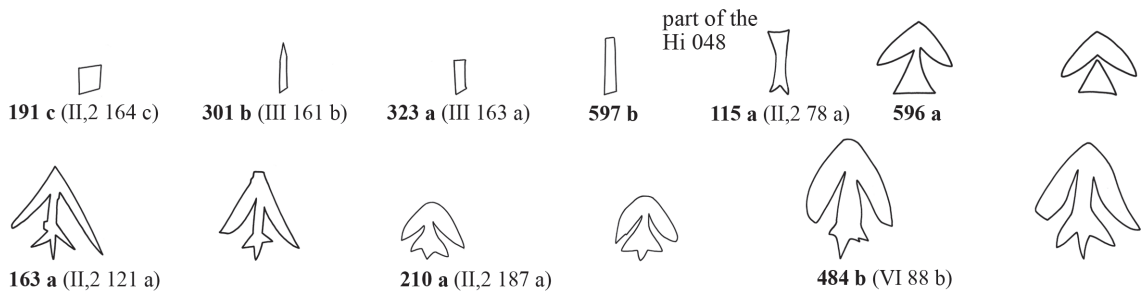 part of the
Hi 048
191 c (II,2 164 c)
301 b (III 161 b)
323 a (III 163 a)
597 b
115 a (II,2 78 a)
596 a
163 a (II,2 121 a)
210 a (II,2 187 a)
484 b (VI 88 b)